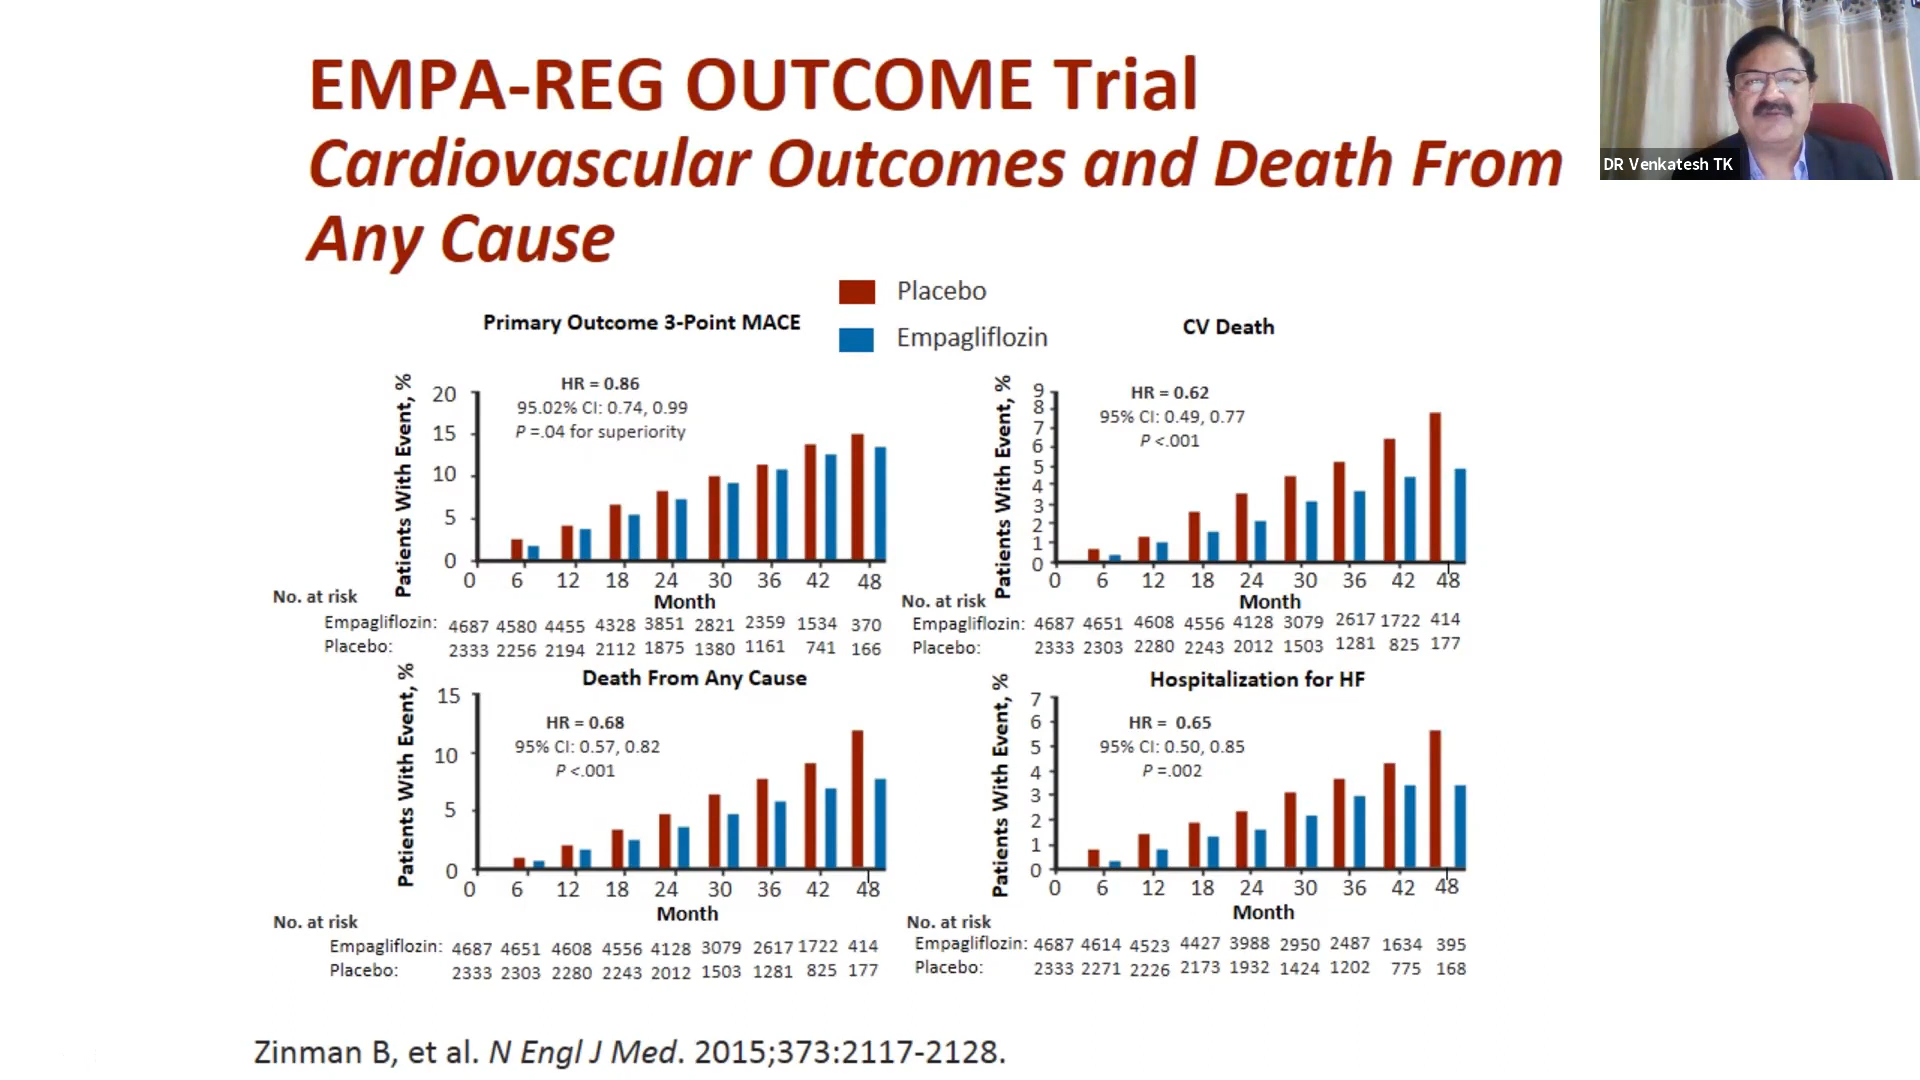 EMPA-REG OUTCOME Trial
Cardiovascular Outcomes and Death From
Any Cause
DR Venkatesh TK
Placebo
Empagliflozin
Primary Outcome 3-Point MACE
Patients With Event, %
HR = 0.86
95.02% CI: 0.74, 0.99
P =.04 for superiority
20
15
10
5
0
0 6 12 18 24 30 36 42 48
Month
No. at risk
Empagliflozin: 4687 4580 4455 4328 3851 2821 2359 1534 370
Placebo: 2333 2256 2194 2112 1875 1380 1161 741 166
CV Death
Patients With Event, %
HR = 0.62
95% CI: 0.49, 0.77
P <.001
9
8
7
6
5
4
3
2
1
0
0 6 12 18 24 30 36 42 48
Month
No. at risk
Empagliflozin: 4687 4651 4608 4556 4128 3079 2617 1722 414
Placebo: 2333 2303 2280 2243 2012 1503 1281 825 177
Death From Any Cause
Patients With Event, %
HR = 0.68
95% CI: 0.57, 0.82
P <.001
15
10
5
0
0 6 12 18 24 30 36 42 48
Month
No. at risk
Empagliflozin: 4687 4651 4608 4556 4128 3079 2617 1722 414
Placebo: 2333 2303 2280 2243 2012 1503 1281 825 177
Hospitalization for HF
Patients With Event, %
HR = 0.65
95% CI: 0.50, 0.85
P =.002
7
6
5
4
3
2
1
0
0 6 12 18 24 30 36 42 48
Month
No. at risk
Empagliflozin: 4687 4614 4523 4427 3988 2950 2487 1634 395
Placebo: 2333 2271 2226 2173 1932 1424 1202 775 168
Zinman B, et al. N Engl J Med. 2015;373:2117-2128.